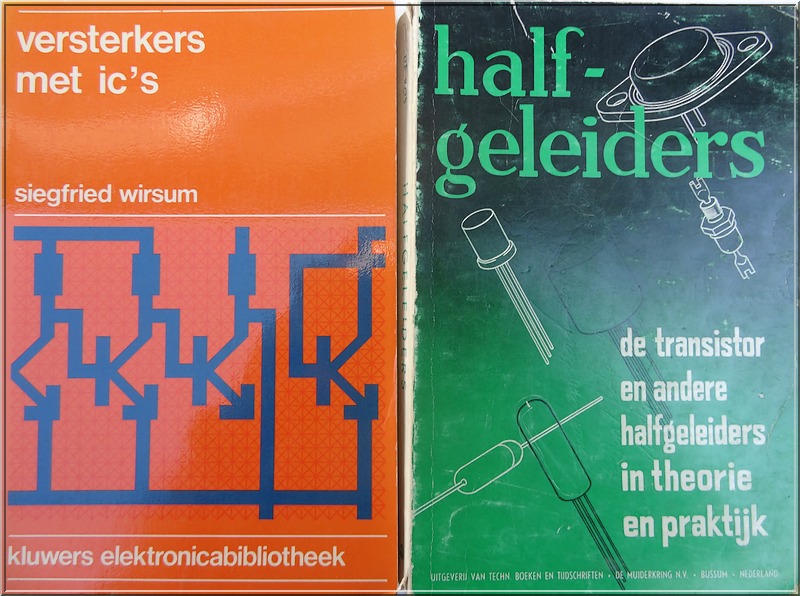 versterkers
met ic's
siegfried wirsum
kluwers elektronicabibliotheek
half-
geleiders
de transistor
en andere
halfgeleiders
in theorie
en praktijk
UITGEVERIJ VAN TECHN. BOEKEN EN TIJDSCHRIFTEN • DE MUIDERKRING N.V. • BUSSUM - NEDERLAND